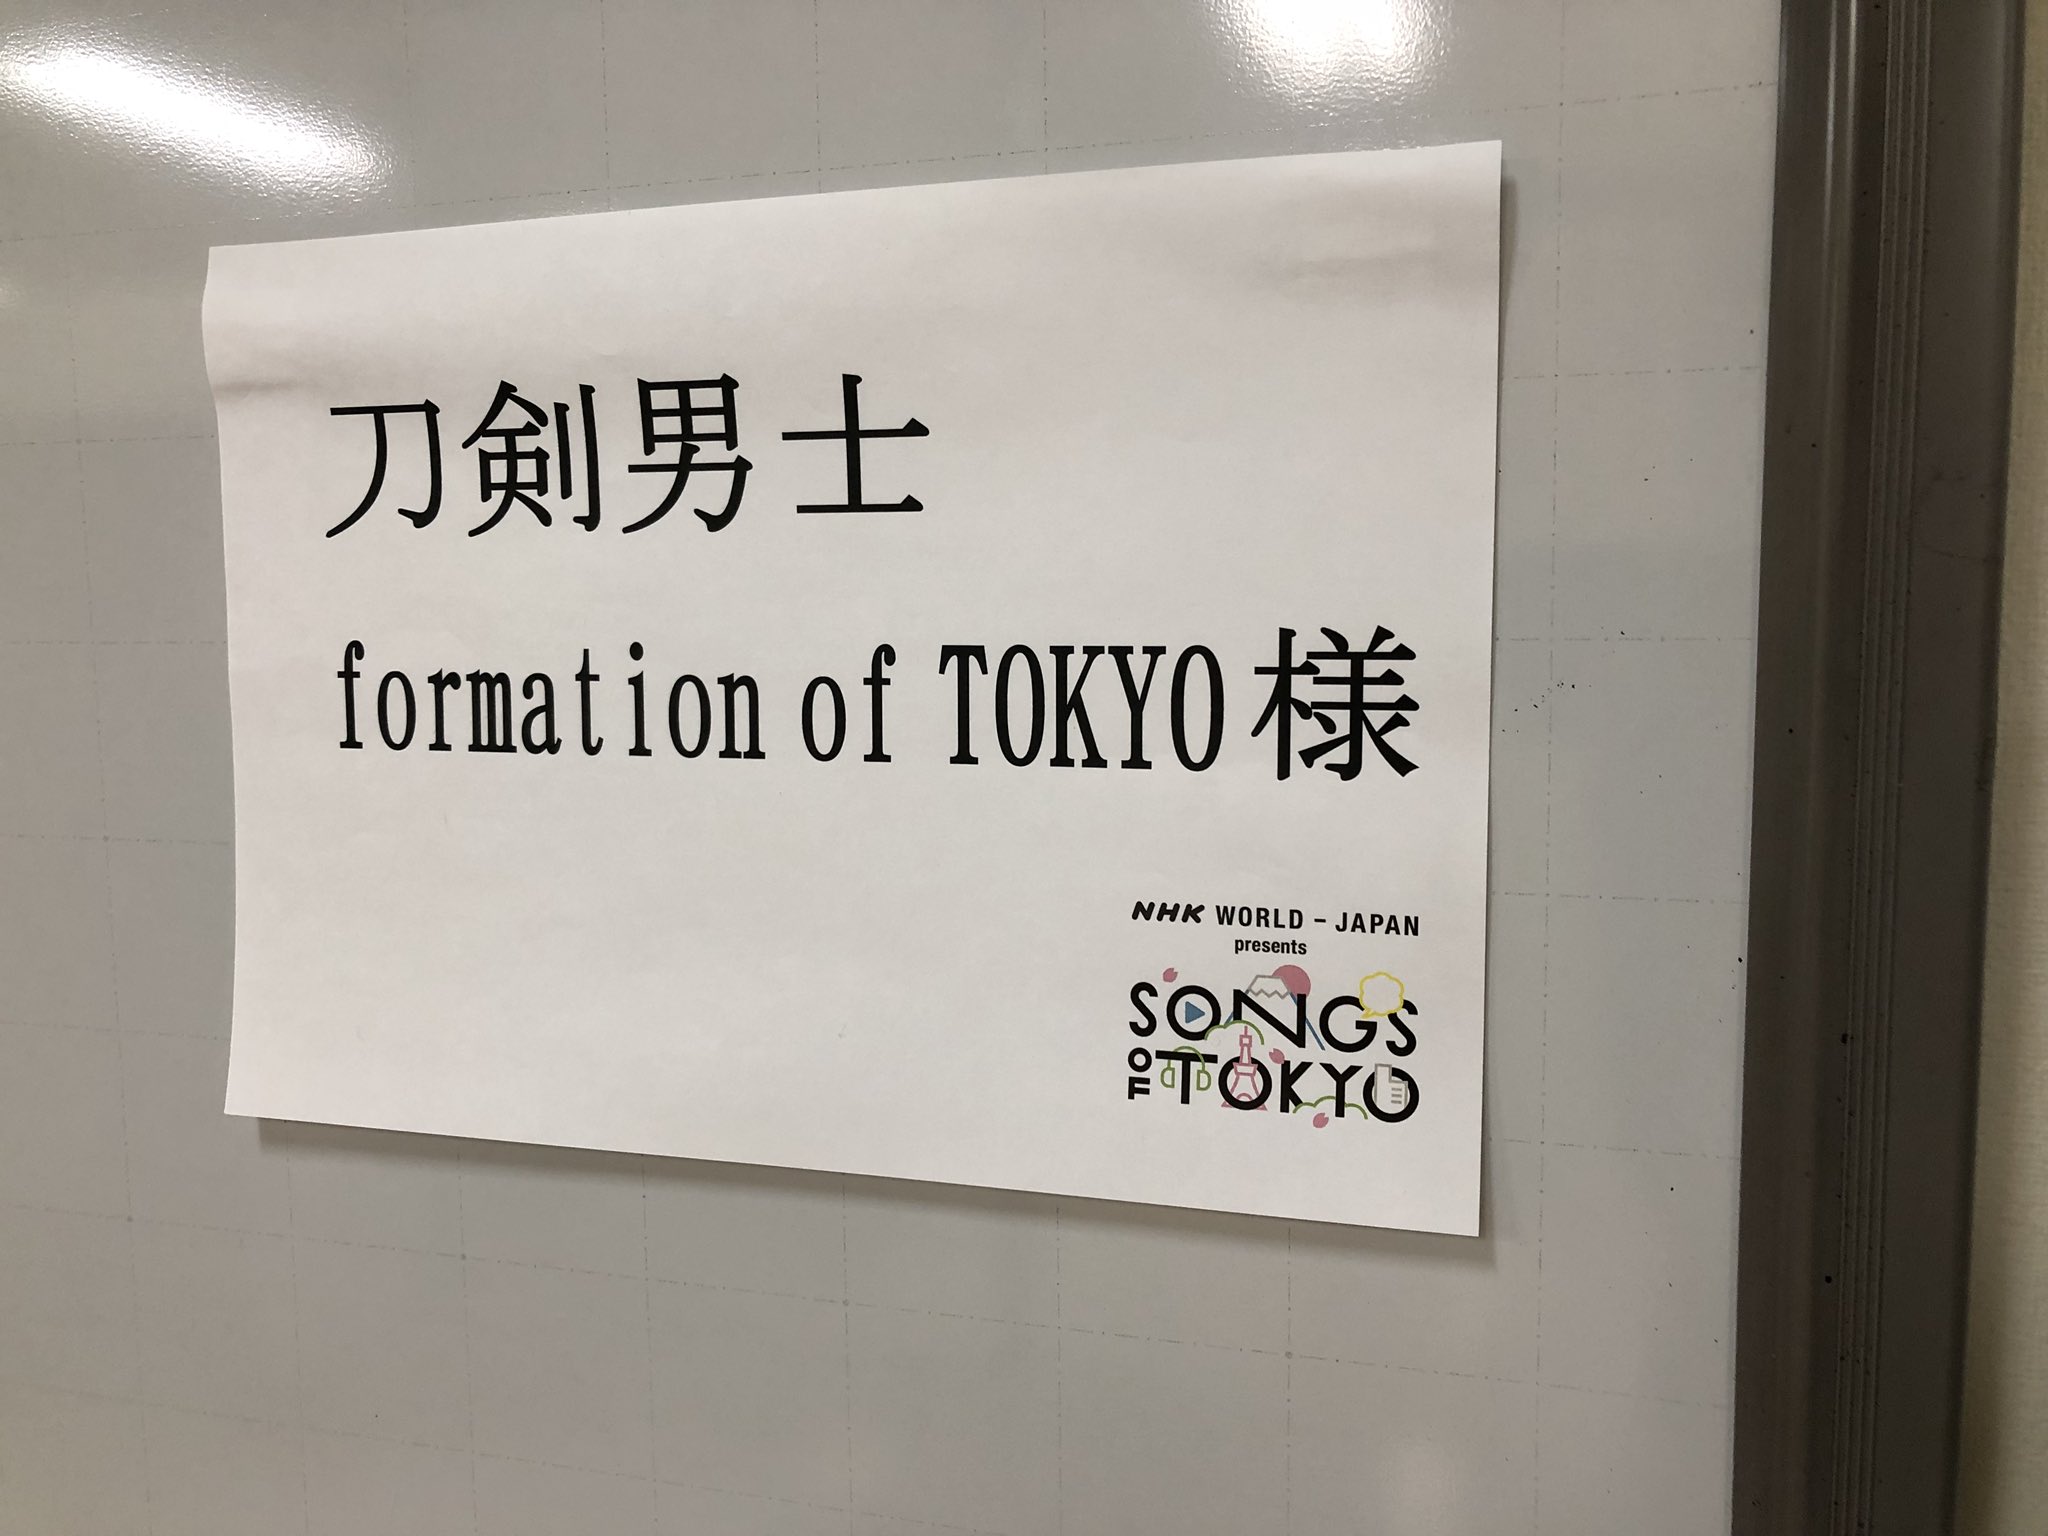 刀剣男士
formation of TOKYO 様
NHK WORLD - JAPAN
presents
SONGS
OF TOKYO